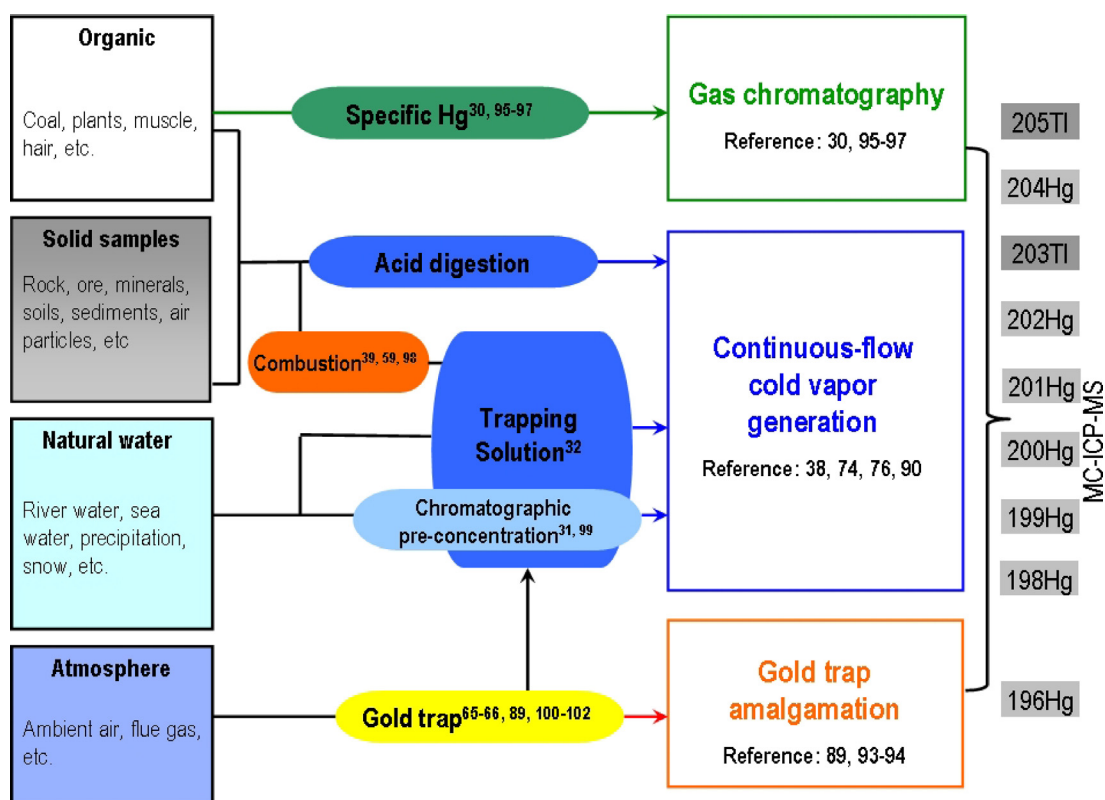 Organic
Coal, plants, muscle,
hair, etc.
Solid samples
Rock, ore, minerals,
soils, sediments, air
particles, etc
Natural water
River water, sea
water, precipitation,
snow, etc.
Atmosphere
Ambient air, flue gas,
etc.
Specific Hg30, 95-97
Acid digestion
Combustion39, 59, 98
Trapping
Solution32
Chromatographic
pre-concentration31, 99
Gold trap65-66, 89, 100-102
Gas chromatography
Reference: 30, 95-97
Continuous-flow
cold vapor
generation
Reference: 38, 74, 76, 90
Gold trap
amalgamation
Reference: 89, 93-94
205Tl
204Hg
203Tl
202Hg
201Hg
200Hg
199Hg
198Hg
196Hg
MC-ICP-MS